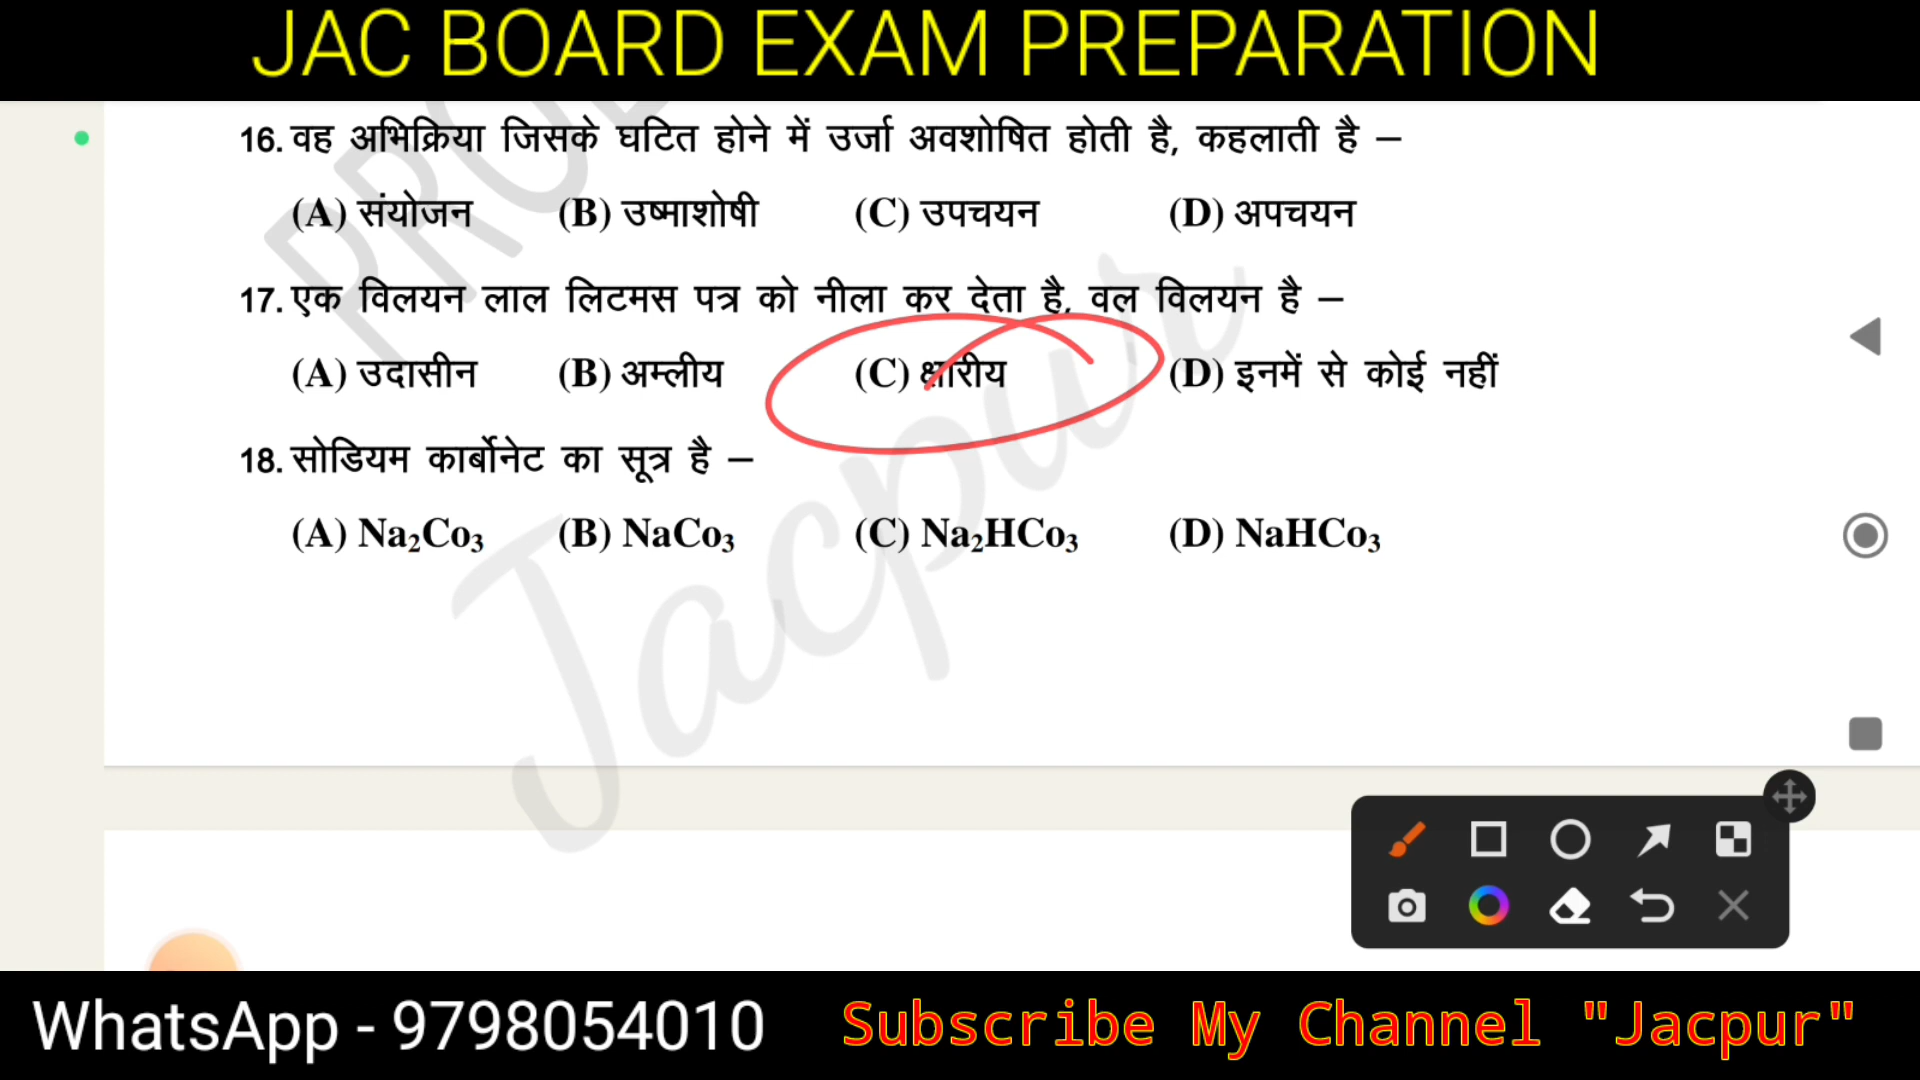 JAC BOARD EXAM PREPARATION
16. वह अभिक्रिया जिसके घटित होने में उर्जा अवशोषित होती है, कहलाती है –
(A) संयोजन (B) उष्माशोषी (C) उपचयन (D) अपचयन
17. एक विलयन लाल लिटमस पत्र को नीला कर देता है, वल विलयन है –
(A) उदासीन (B) अम्लीय (C) क्षारीय (D) इनमें से कोई नहीं
18. सोडियम कार्बोनेट का सूत्र है –
(A) Na₂Co₃ (B) NaCo₃ (C) Na₂HCo₃ (D) NaHCo₃
Jacpur
WhatsApp - 9798054010 Subscribe My Channel "Jacpur"